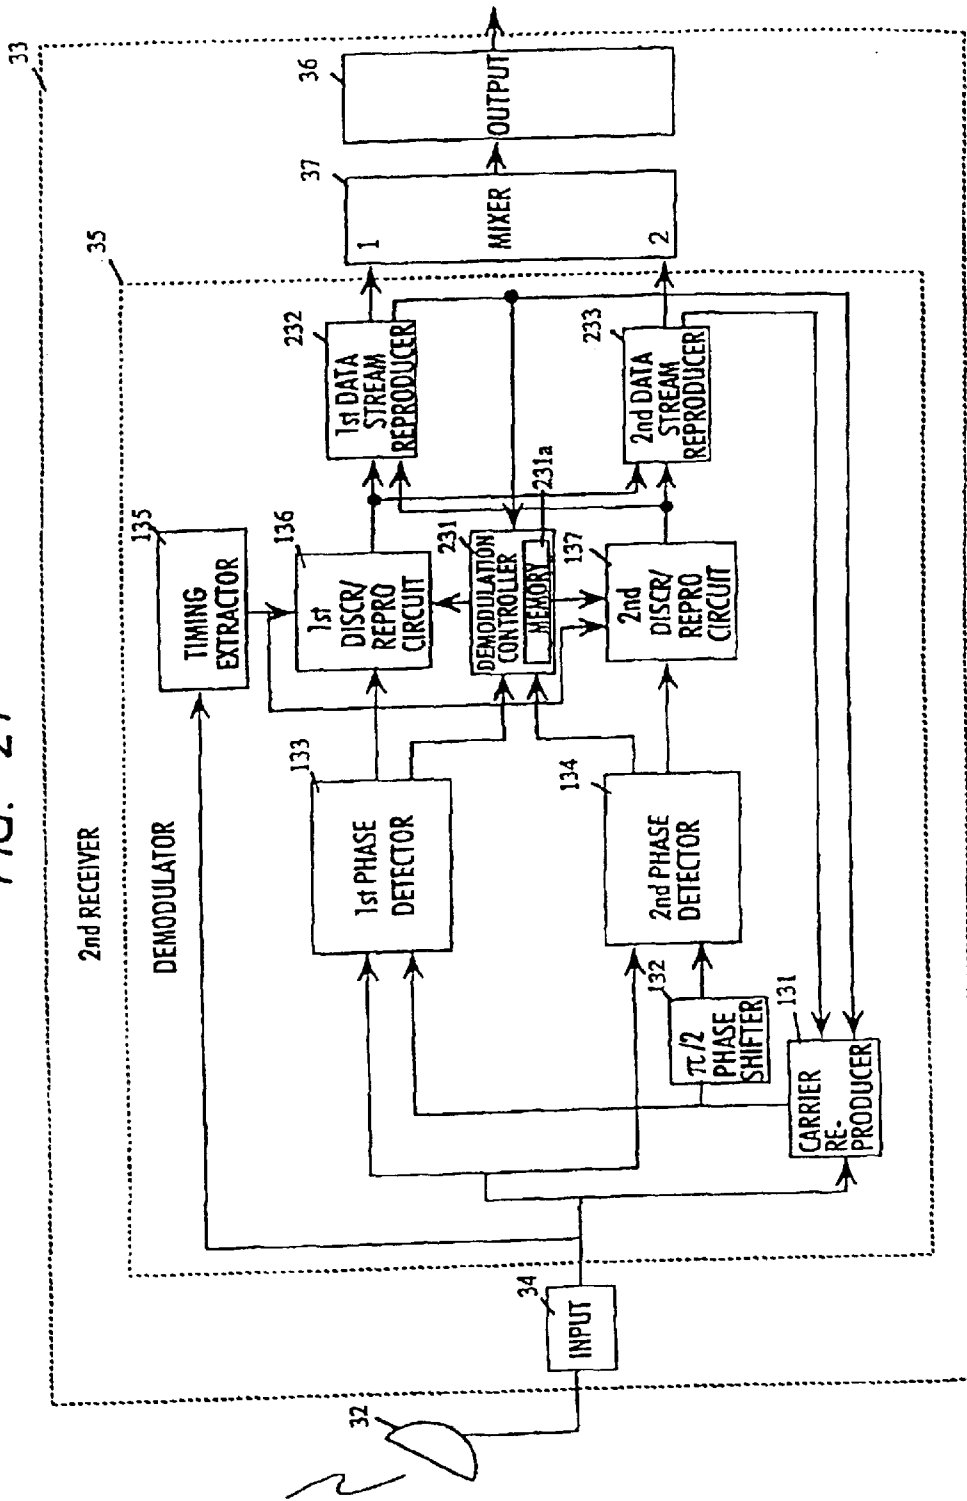 FIG. 27
2nd RECEIVER
33
DEMODULATOR
35
32
34
INPUT
135
TIMING
EXTRACTOR
133
1st PHASE
DETECTOR
136
1st
DISCR/
REPRO
CIRCUIT
232
1st DATA
STREAM
REPRODUCER
37
1
MIXER
2
36
OUTPUT
231
DEMODULATION
CONTROLLER
MEMORY
231a
134
2nd PHASE
DETECTOR
137
2nd
DISCR/
REPRO
CIRCUIT
233
2nd DATA
STREAM
REPRODUCER
132
π/2
PHASE
SHIFTER
131
CARRIER
RE-
PRODUCER